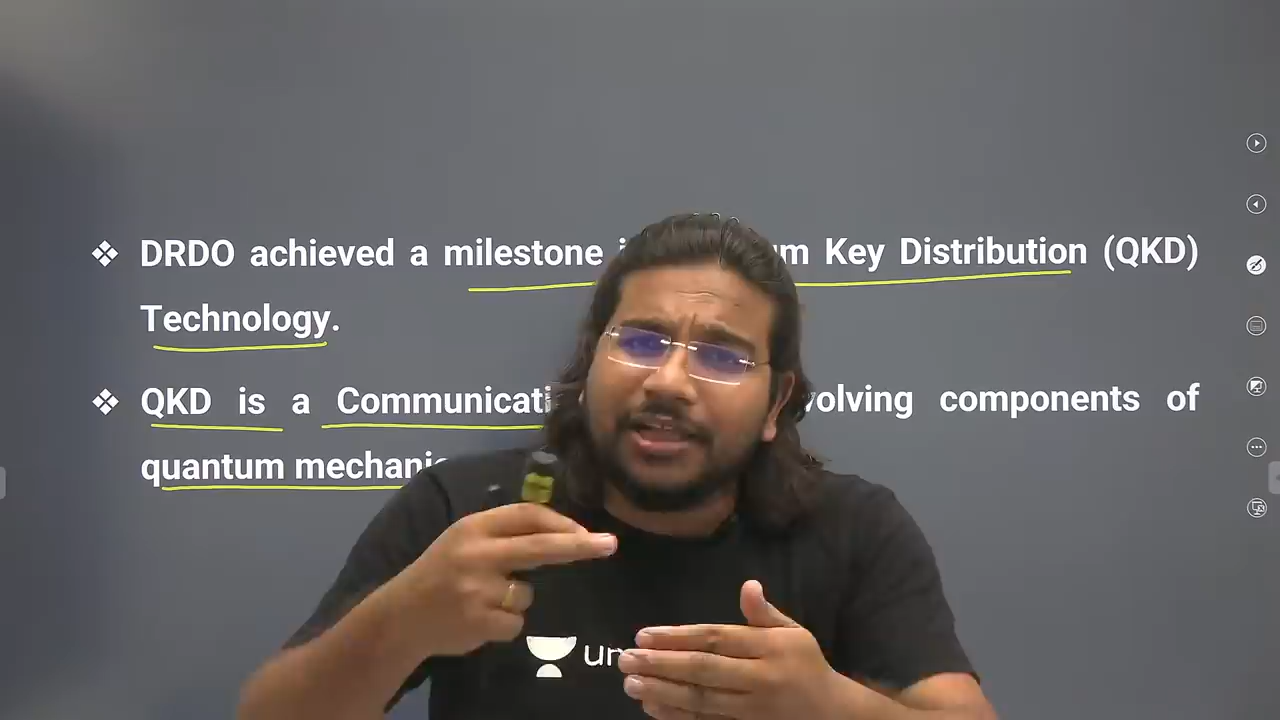 ❖ DRDO achieved a milestone Key Distribution (QKD)
Technology.
❖ QKD is a components of
quantum